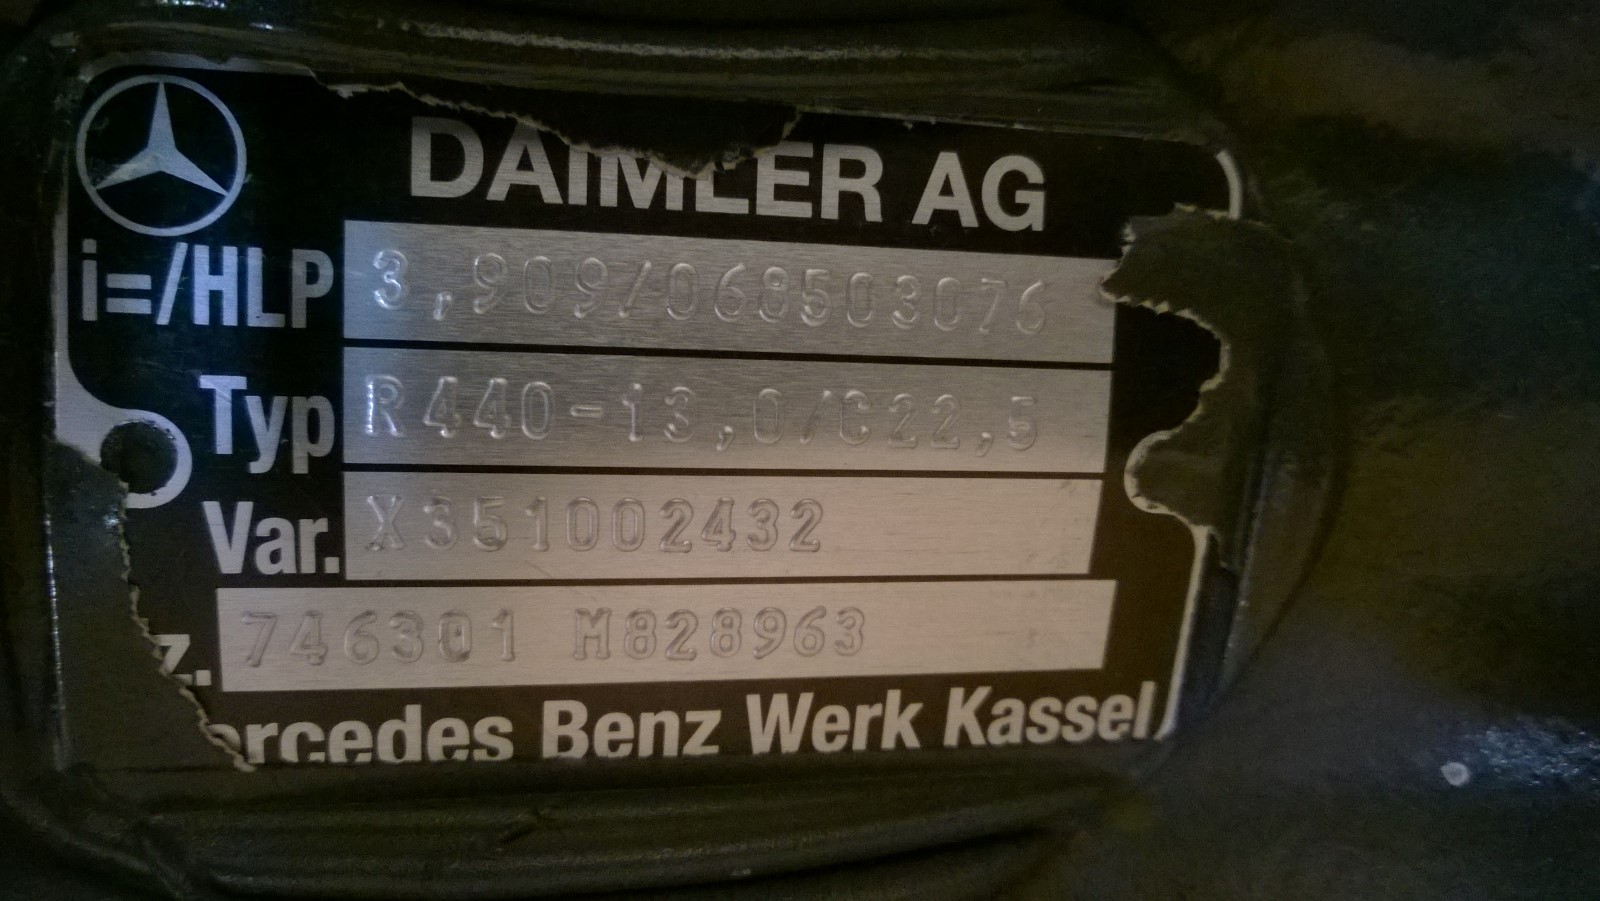 DAIMLER AG
i=/HLP 3,909/068503076
Typ R440-13,0/C22,5
Var. X351002432
z. 746301 M828963
ercedes Benz Werk Kassel